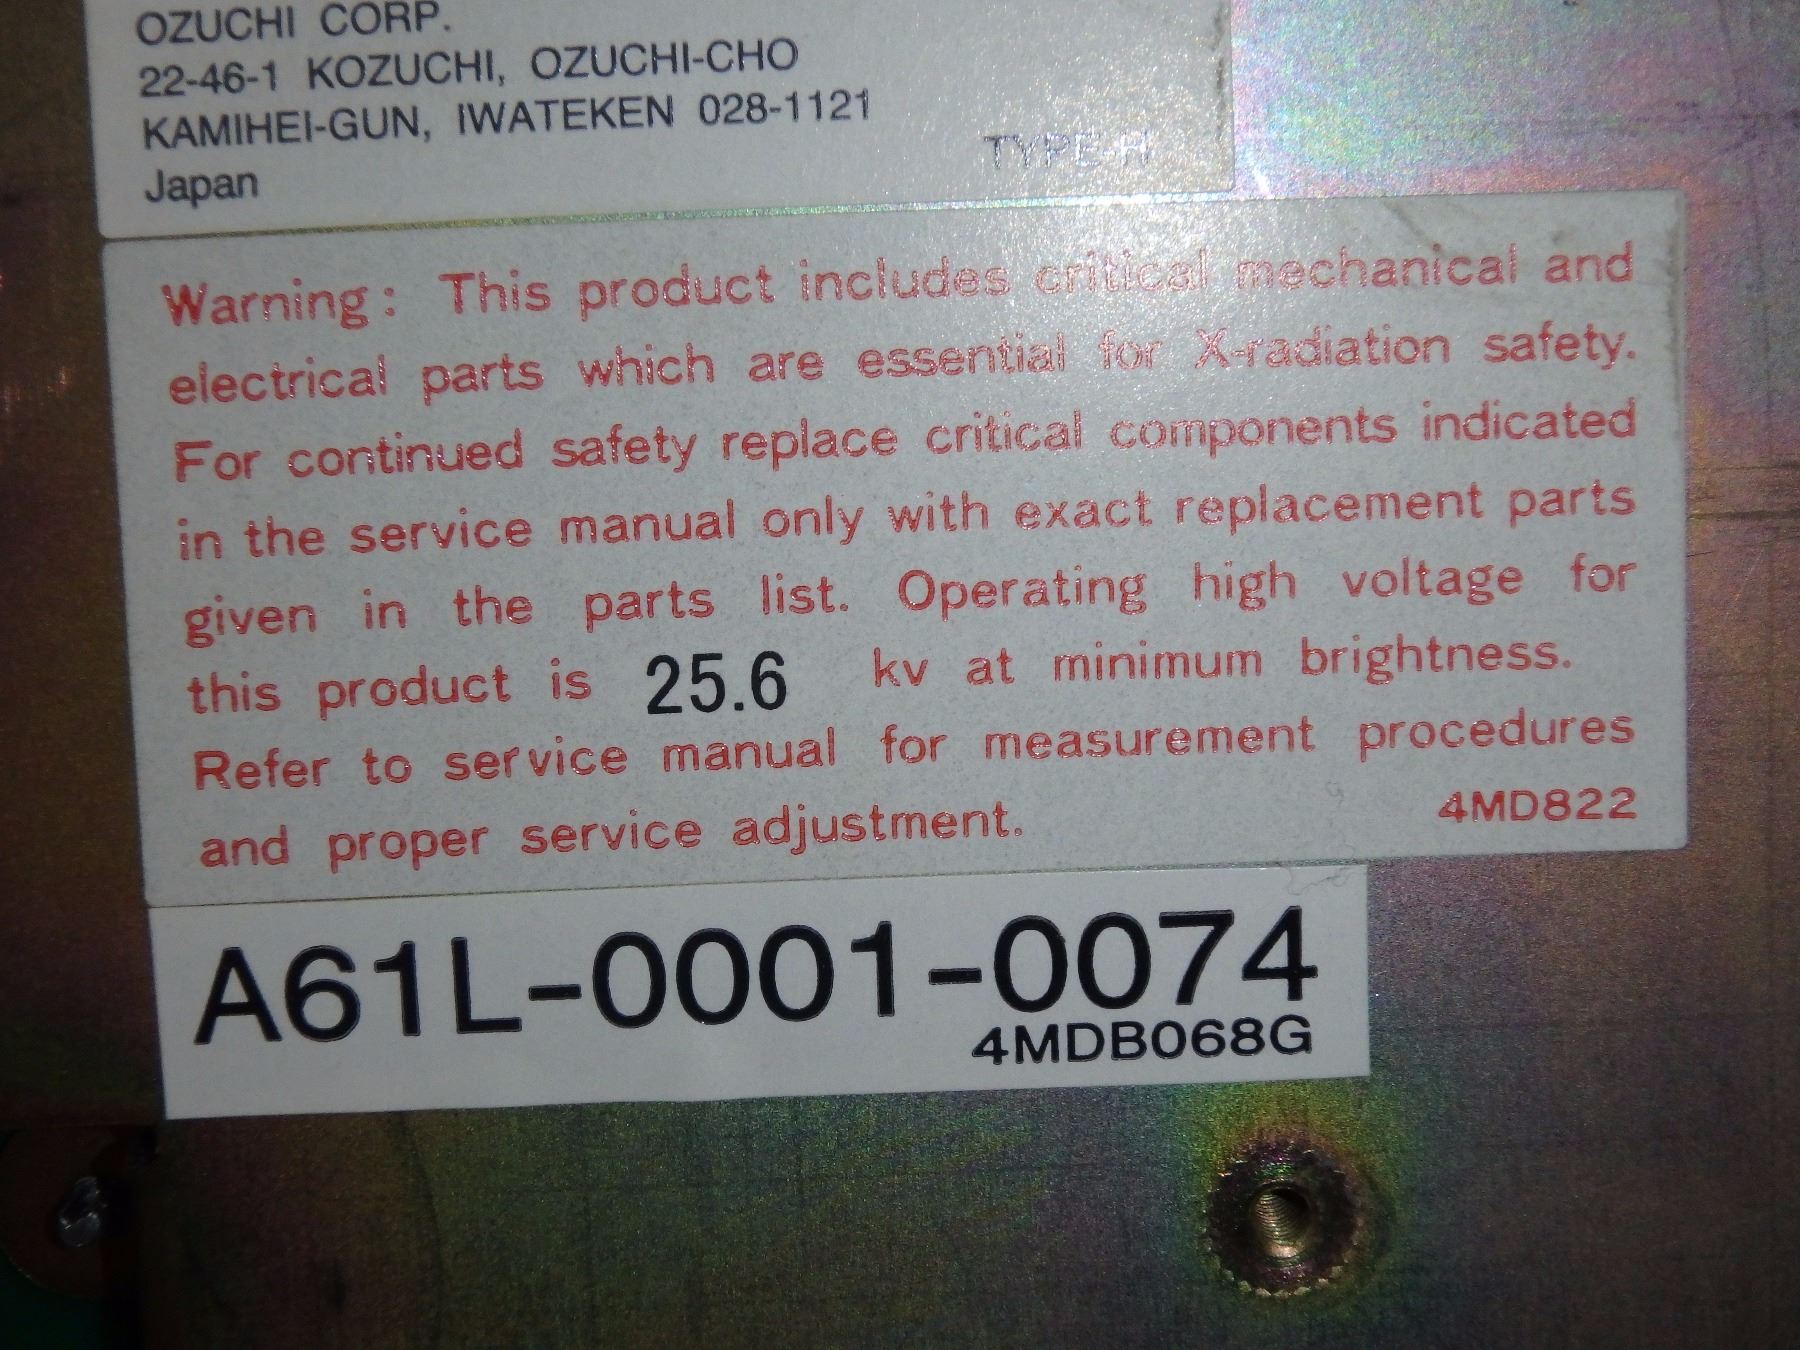 OZUCHI CORP.
22-46-1 KOZUCHI, OZUCHI-CHO
KAMIHEI-GUN, IWATEKEN 028-1121
Japan
TYPE-H
Warning: This product includes critical mechanical and
electrical parts which are essential for X-radiation safety.
For continued safety replace critical components indicated
in the service manual only with exact replacement parts
given in the parts list. Operating high voltage for
this product is 25.6 kv at minimum brightness.
Refer to service manual for measurement procedures
and proper service adjustment.
4MD822
A61L-0001-0074
4MDB068G